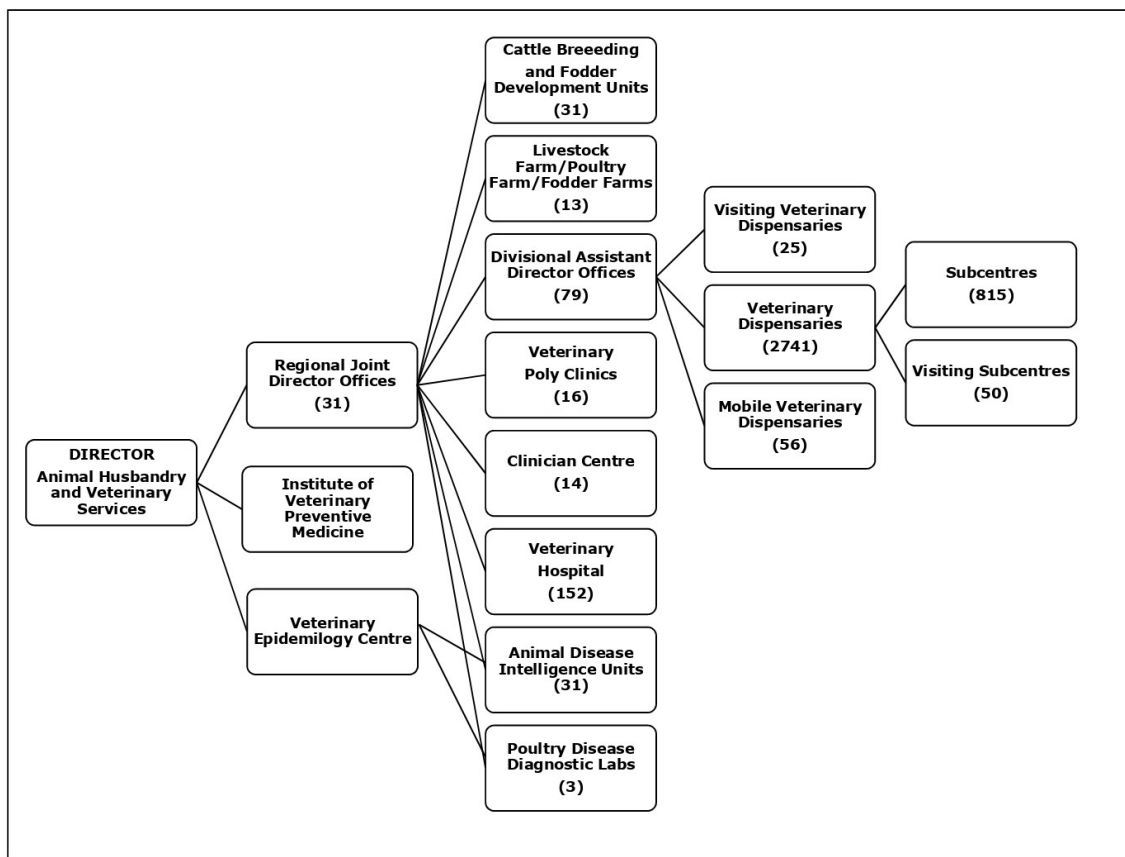 DIRECTOR
Animal Husbandry
and Veterinary
Services
Regional Joint
Director Offices
(31)
Institute of
Veterinary
Preventive
Medicine
Veterinary
Epidemilogy Centre
Cattle Breeeding
and Fodder
Development Units
(31)
Livestock
Farm/Poultry
Farm/Fodder Farms
(13)
Divisional Assistant
Director Offices
(79)
Veterinary
Poly Clinics
(16)
Clinician Centre
(14)
Veterinary
Hospital
(152)
Animal Disease
Intelligence Units
(31)
Poultry Disease
Diagnostic Labs
(3)
Visiting Veterinary
Dispensaries
(25)
Veterinary
Dispensaries
(2741)
Mobile Veterinary
Dispensaries
(56)
Subcentres
(815)
Visiting Subcentres
(50)